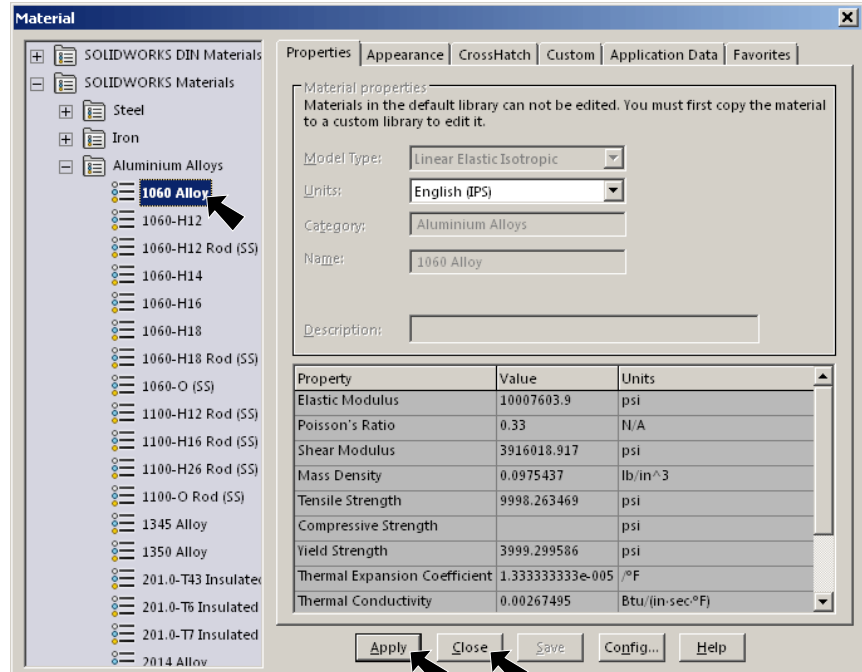 Material
SOLIDWORKS DIN Materials
SOLIDWORKS Materials
Steel
Iron
Aluminium Alloys
1060 Alloy
1060-H12
1060-H12 Rod (SS)
1060-H14
1060-H16
1060-H18
1060-H18 Rod (SS)
1060-O (SS)
1100-H12 Rod (SS)
1100-H16 Rod (SS)
1100-H26 Rod (SS)
1100-O Rod (SS)
1345 Alloy
1350 Alloy
201.0-T43 Insulated
201.0-T6 Insulated
201.0-T7 Insulated
2014 Alloy
Properties Appearance CrossHatch Custom Application Data Favorites
Material properties
Materials in the default library can not be edited. You must first copy the material
to a custom library to edit it.
Model Type: Linear Elastic Isotropic
Units: English (IPS)
Category: Aluminium Alloys
Name: 1060 Alloy
Description:
Property Value Units
Elastic Modulus 10007603.9 psi
Poisson's Ratio 0.33 N/A
Shear Modulus 3916018.917 psi
Mass Density 0.0975437 lb/in^3
Tensile Strength 9998.263469 psi
Compressive Strength psi
Yield Strength 3999.299586 psi
Thermal Expansion Coefficient 1.333333333e-005 /°F
Thermal Conductivity 0.00267495 Btu/(in·sec·°F)
Apply Close Save Config... Help